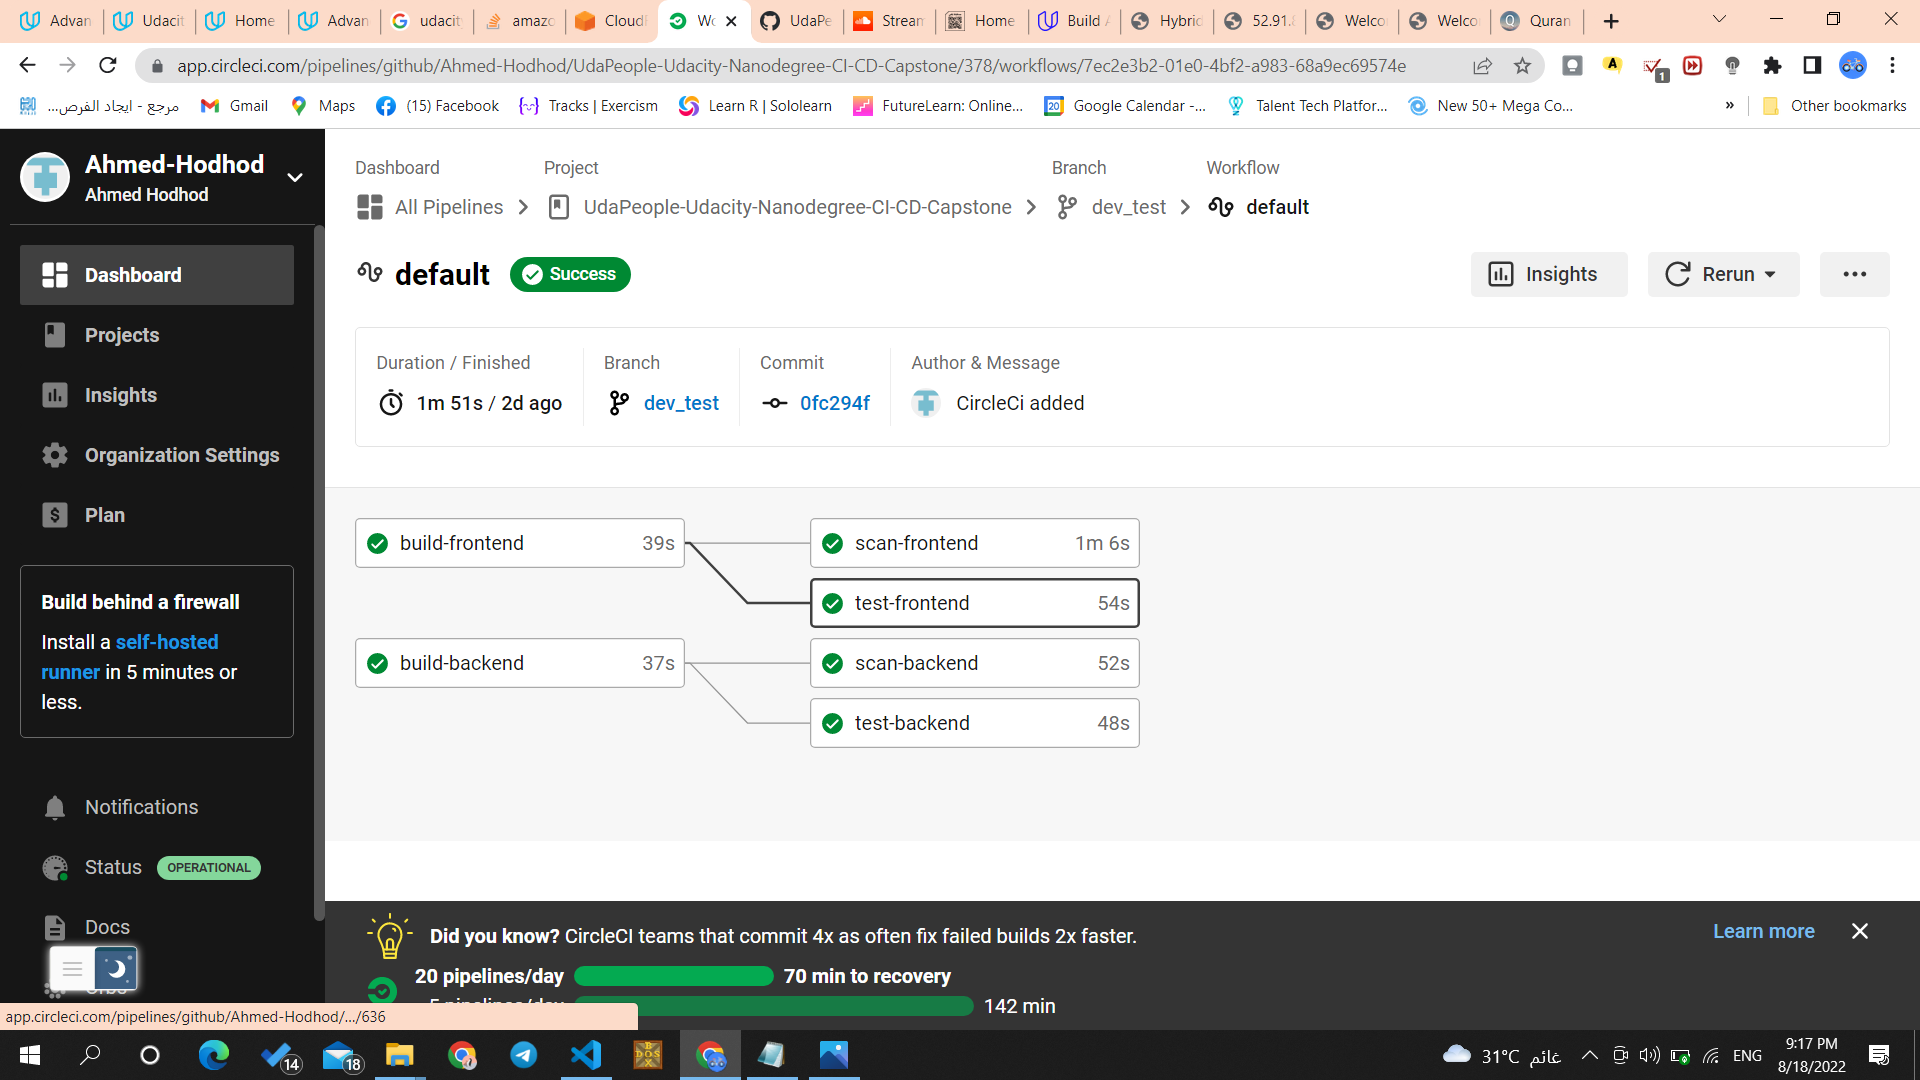 Advan
Udacit
Home
Advan
udacit
amazo
CloudF
Wo
UdaPe
Stream
Home
Build A
Hybric
52.91.8
Welco
Welco
Quran
app.circleci.com/pipelines/github/Ahmed-Hodhod/UdaPeople-Udacity-Nanodegree-CI-CD-Capstone/378/workflows/7ec2e3b2-01e0-4bf2-a983-68a9ec69574e
1
مرجع - ايجاد الفرص...
Gmail
Maps
(15) Facebook
Tracks | Exercism
Learn R | Sololearn
FutureLearn: Online...
Google Calendar -...
Talent Tech Platfor...
New 50+ Mega Co...
»
Other bookmarks
Ahmed-Hodhod
Ahmed Hodhod
Dashboard
Projects
Insights
Organization Settings
Plan
Build behind a firewall
Install a self-hosted
runner in 5 minutes or
less.
Notifications
Status OPERATIONAL
Docs
Dashboard Project Branch Workflow
All Pipelines > UdaPeople-Udacity-Nanodegree-CI-CD-Capstone > dev_test > default
default Success
Insights Rerun ...
Duration / Finished Branch Commit Author & Message
1m 51s / 2d ago dev_test 0fc294f CircleCi added
build-frontend 39s scan-frontend 1m 6s
test-frontend 54s
build-backend 37s scan-backend 52s
test-backend 48s
Did you know? CircleCI teams that commit 4x as often fix failed builds 2x faster.
Learn more
20 pipelines/day 70 min to recovery
5 pipelines/day 142 min
app.circleci.com/pipelines/github/Ahmed-Hodhod/.../636
14
18
31°C غائم
ENG
9:17 PM
8/18/2022